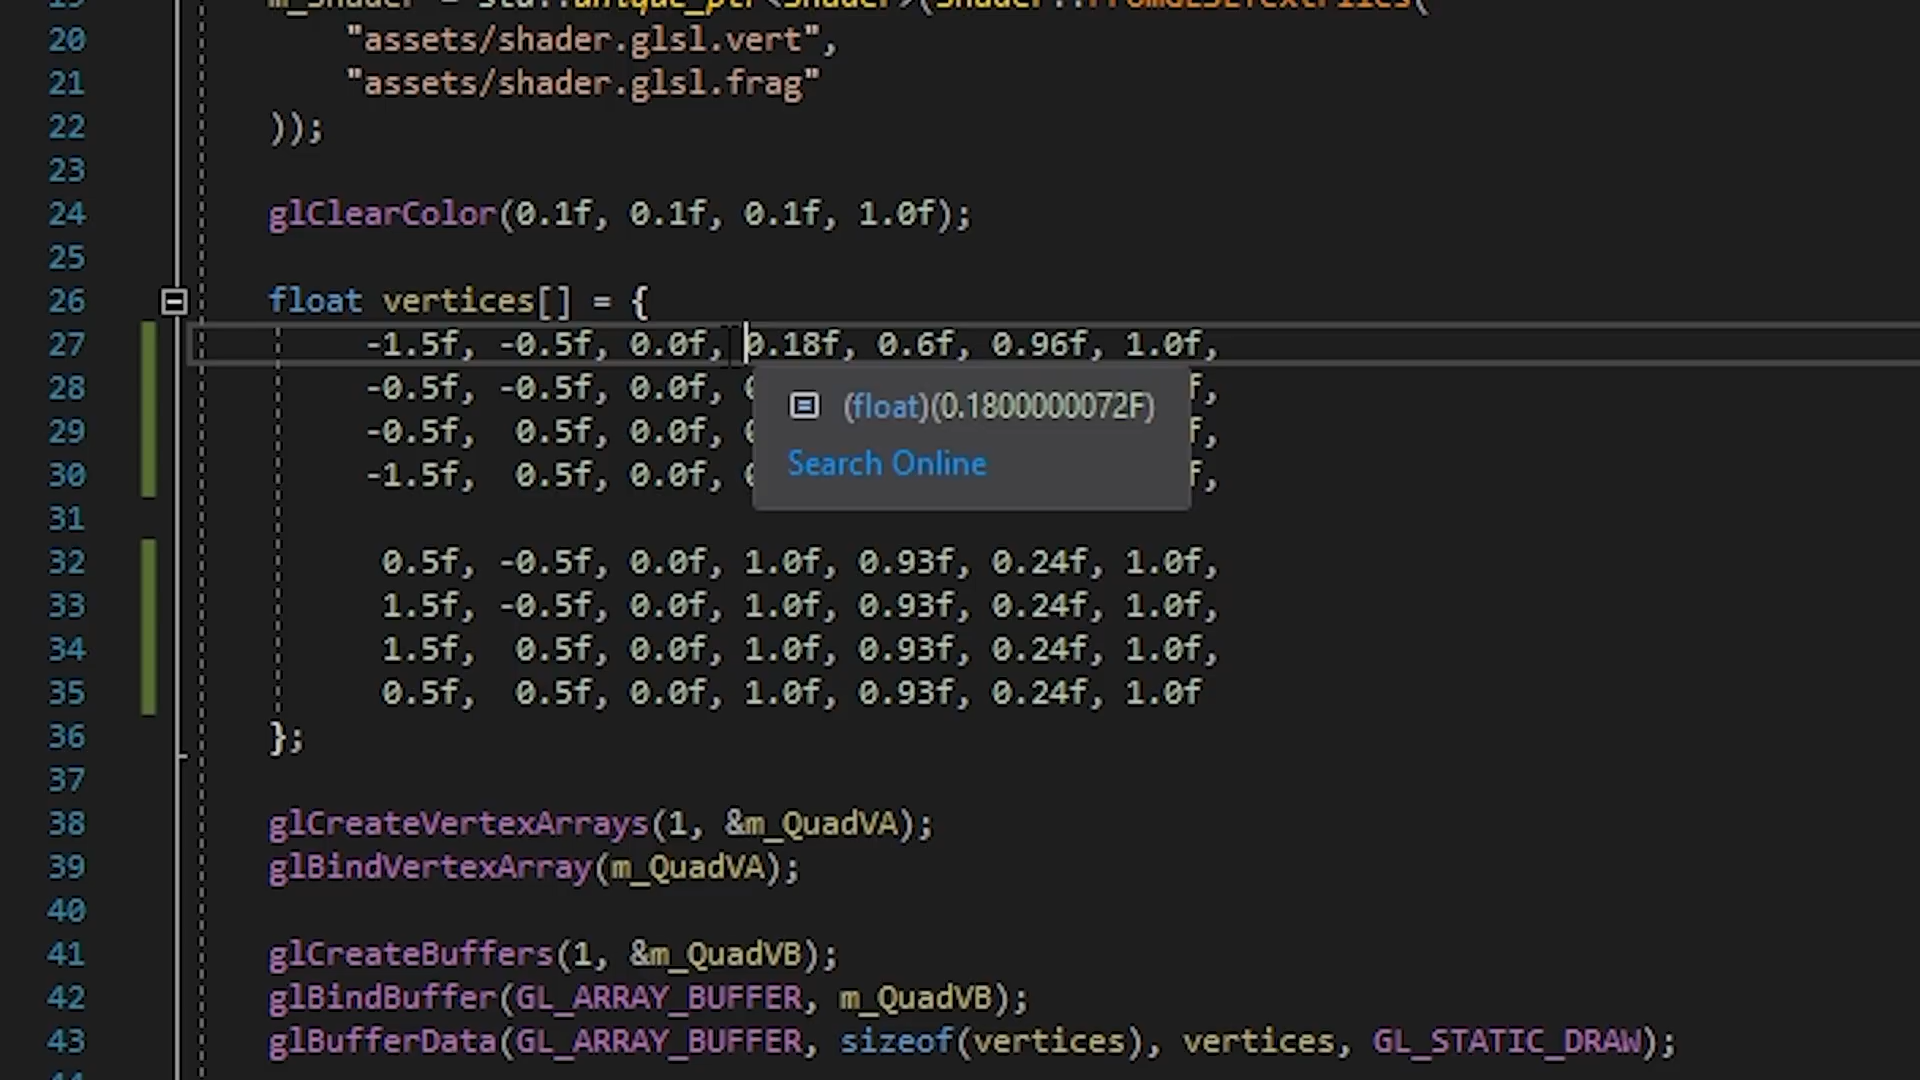 19 m_Shader = std::unique_ptr<Shader>(Shader::FromGLSLTextFiles(
20 "assets/shader.glsl.vert",
21 "assets/shader.glsl.frag"
22 ));
23
24 glClearColor(0.1f, 0.1f, 0.1f, 1.0f);
25
26 float vertices[] = {
27 -1.5f, -0.5f, 0.0f, 0.18f, 0.6f, 0.96f, 1.0f,
28 -0.5f, -0.5f, 0.0f, f,
(float)(0.1800000072F)
29 -0.5f, 0.5f, 0.0f, f,
Search Online
30 -1.5f, 0.5f, 0.0f, f,
31
32 0.5f, -0.5f, 0.0f, 1.0f, 0.93f, 0.24f, 1.0f,
33 1.5f, -0.5f, 0.0f, 1.0f, 0.93f, 0.24f, 1.0f,
34 1.5f, 0.5f, 0.0f, 1.0f, 0.93f, 0.24f, 1.0f,
35 0.5f, 0.5f, 0.0f, 1.0f, 0.93f, 0.24f, 1.0f
36 };
37
38 glCreateVertexArrays(1, &m_QuadVA);
39 glBindVertexArray(m_QuadVA);
40
41 glCreateBuffers(1, &m_QuadVB);
42 glBindBuffer(GL_ARRAY_BUFFER, m_QuadVB);
43 glBufferData(GL_ARRAY_BUFFER, sizeof(vertices), vertices, GL_STATIC_DRAW);
44